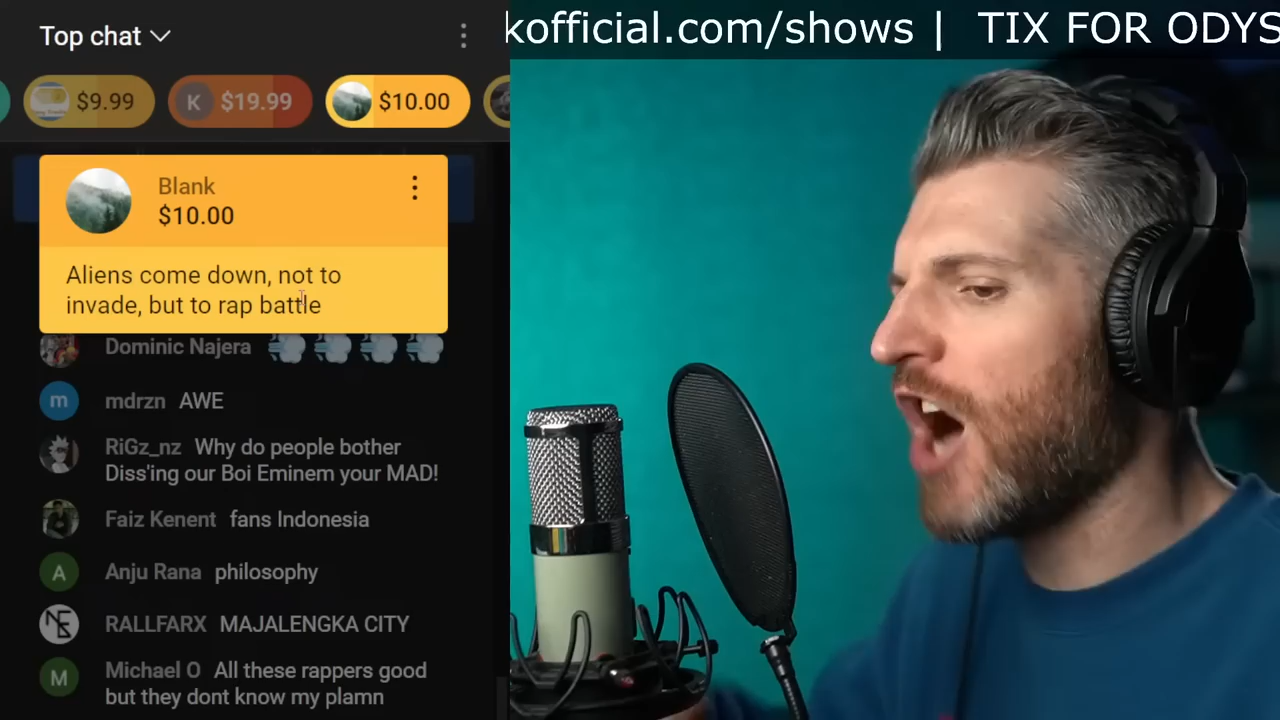 kofficial.com/shows | TIX FOR ODYS
Top chat
$9.99
K $19.99
$10.00
Blank
$10.00
Aliens come down, not to
invade, but to rap battle
Dominic Najera
m mdrzn AWE
RiGz_nz Why do people bother
Diss'ing our Boi Eminem your MAD!
Faiz Kenent fans Indonesia
A Anju Rana philosophy
RALLFARX MAJALENGKA CITY
M Michael O All these rappers good
but they dont know my plamn